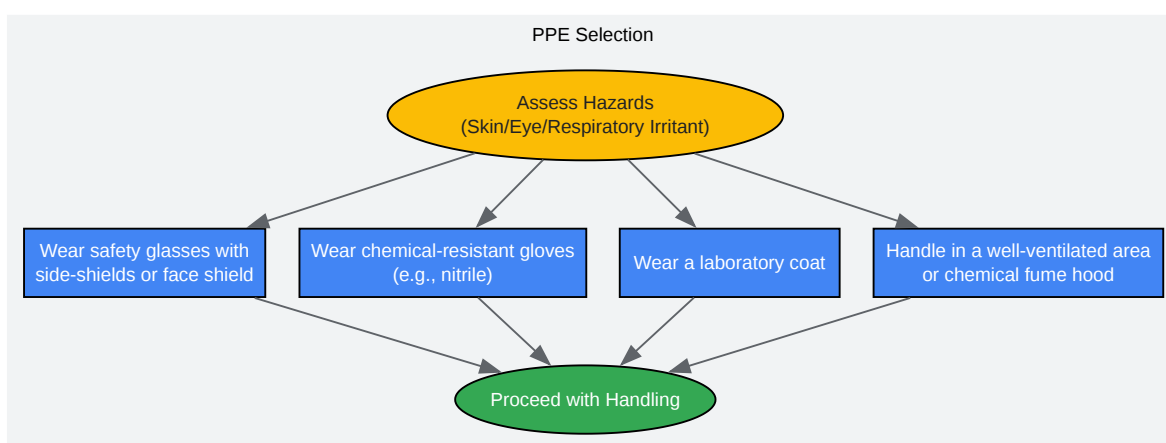 PPE Selection
Assess Hazards
(Skin/Eye/Respiratory Irritant)
Wear safety glasses with
side-shields or face shield
Wear chemical-resistant gloves
(e.g., nitrile)
Wear a laboratory coat
Handle in a well-ventilated area
or chemical fume hood
Proceed with Handling